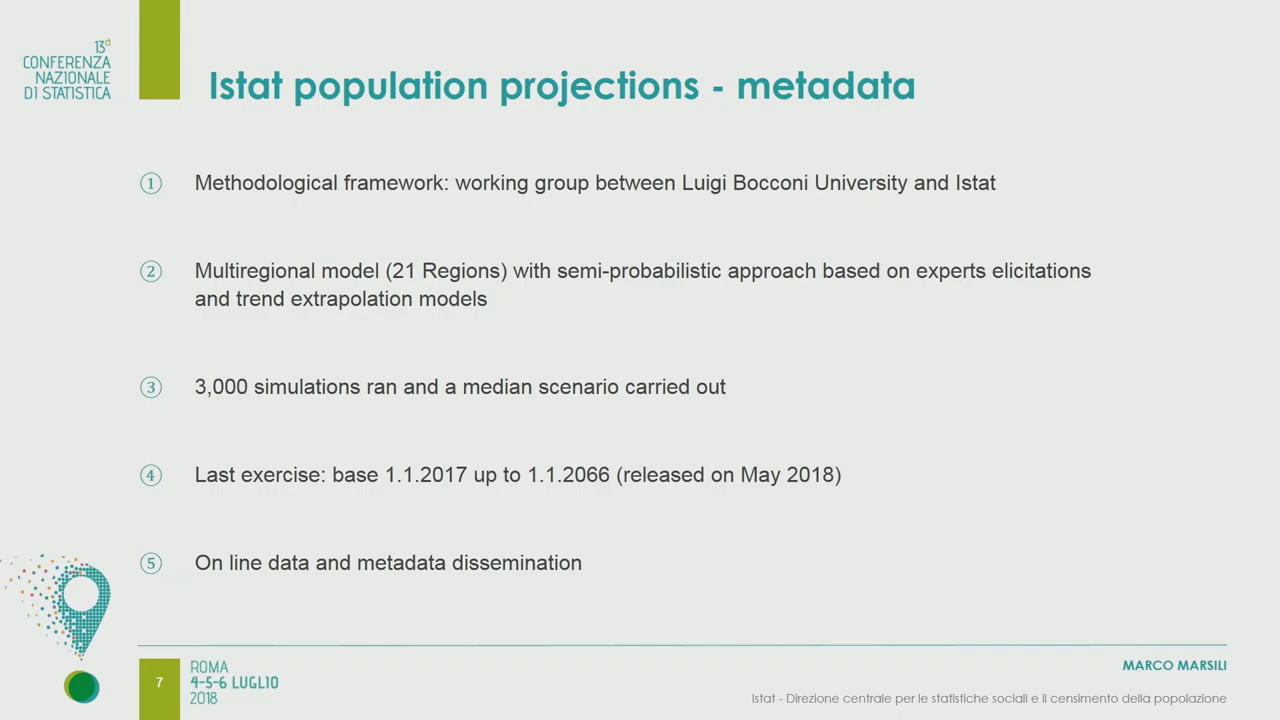 13a
CONFERENZA
NAZIONALE
DI STATISTICA
Istat population projections - metadata
① Methodological framework: working group between Luigi Bocconi University and Istat
② Multiregional model (21 Regions) with semi-probabilistic approach based on experts elicitations
and trend extrapolation models
③ 3,000 simulations ran and a median scenario carried out
④ Last exercise: base 1.1.2017 up to 1.1.2066 (released on May 2018)
⑤ On line data and metadata dissemination
7
ROMA
4-5-6 LUGLIO
2018
MARCO MARSILI
Istat - Direzione centrale per le statistiche sociali e il censimento della popolazione